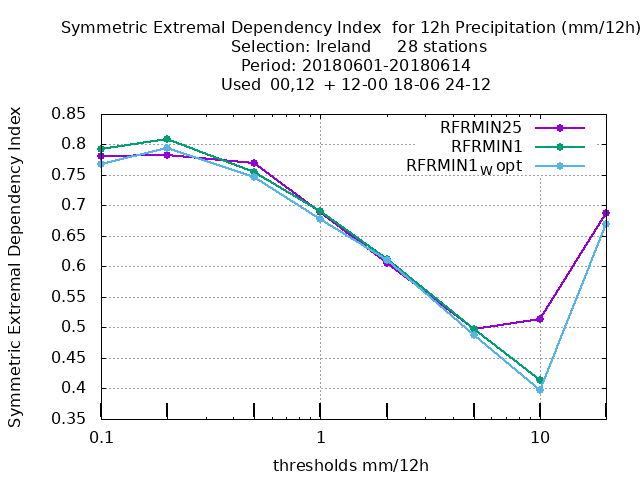 Symmetric Extremal Dependency Index for 12h Precipitation (mm/12h)
Selection: Ireland 28 stations
Period: 20180601-20180614
Used 00,12 + 12-00 18-06 24-12
Symmetric Extremal Dependency Index
0.85
0.8
0.75
0.7
0.65
0.6
0.55
0.5
0.45
0.4
0.35
RFRMIN25
RFRMIN1
RFRMIN1W opt
0.1
1
10
thresholds mm/12h